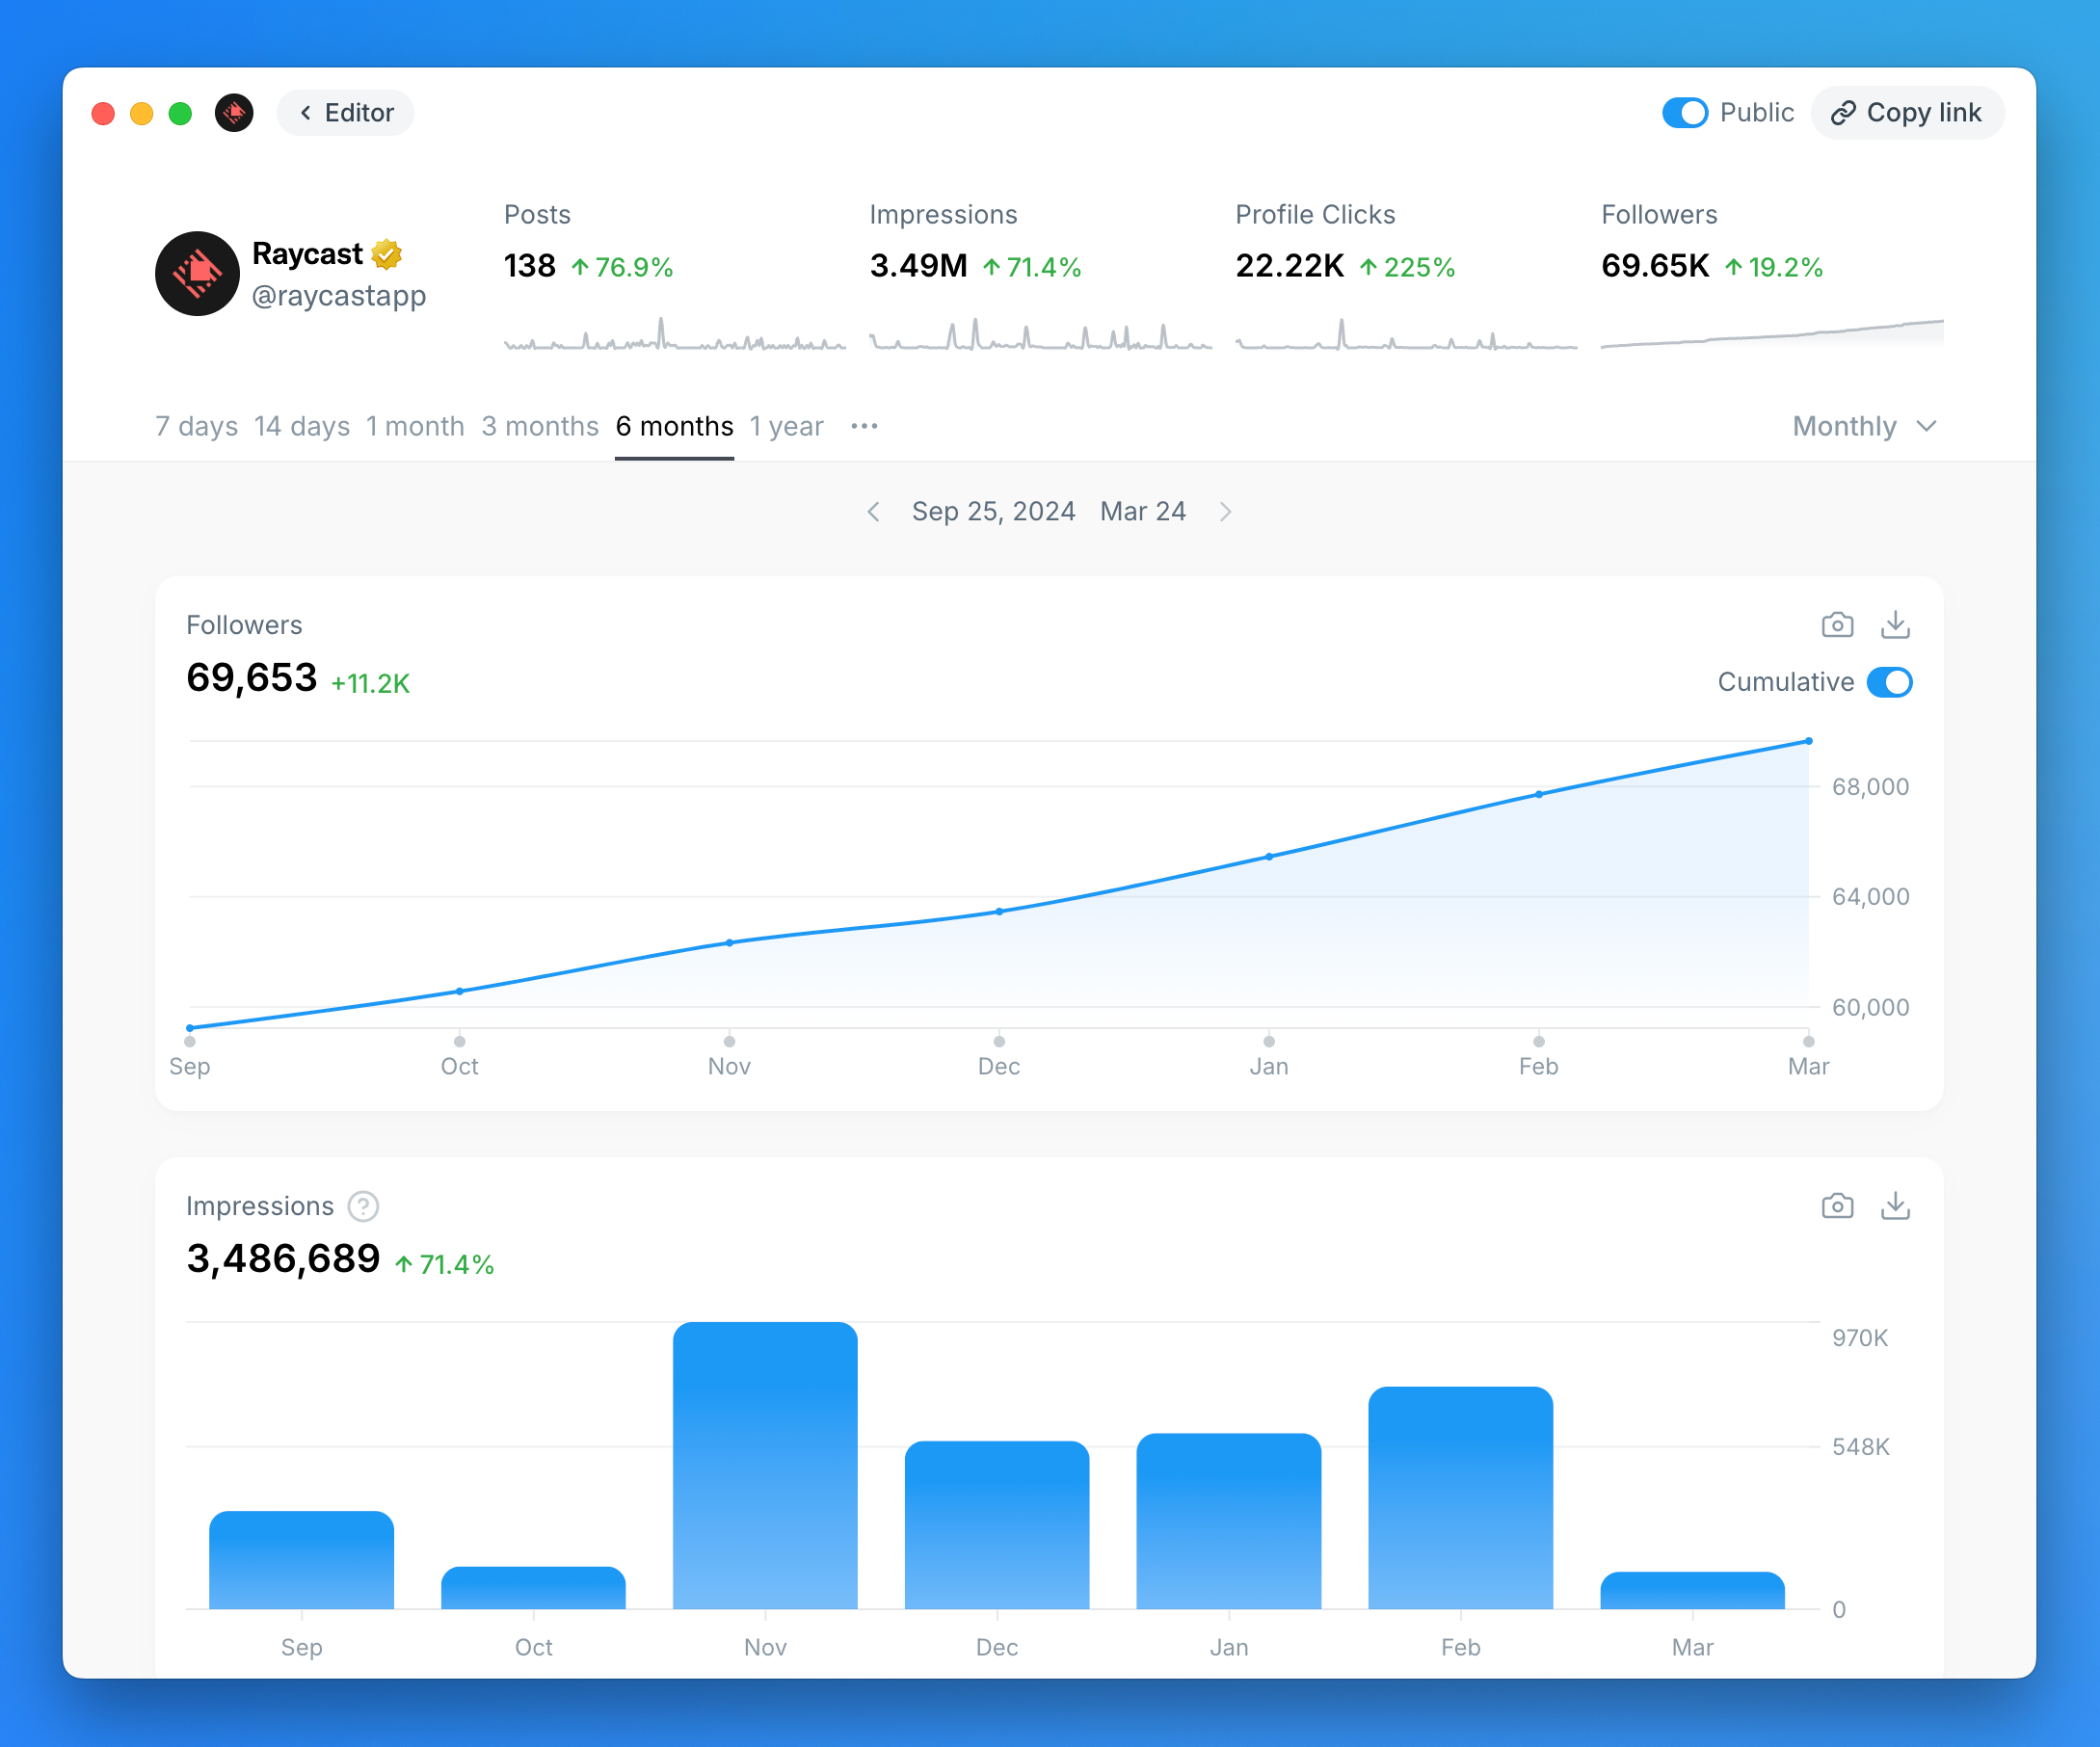 Editor
Public
Copy link
Raycast
@raycastapp
Posts
138 76.9%
Impressions
3.49M 71.4%
Profile Clicks
22.22K 225%
Followers
69.65K 19.2%
7 days 14 days 1 month 3 months 6 months 1 year ...
Monthly
Sep 25, 2024 Mar 24
Followers
69,653 +11.2K
Cumulative
68,000
64,000
60,000
Sep Oct Nov Dec Jan Feb Mar
Impressions ?
3,486,689 71.4%
970K
548K
0
Sep Oct Nov Dec Jan Feb Mar